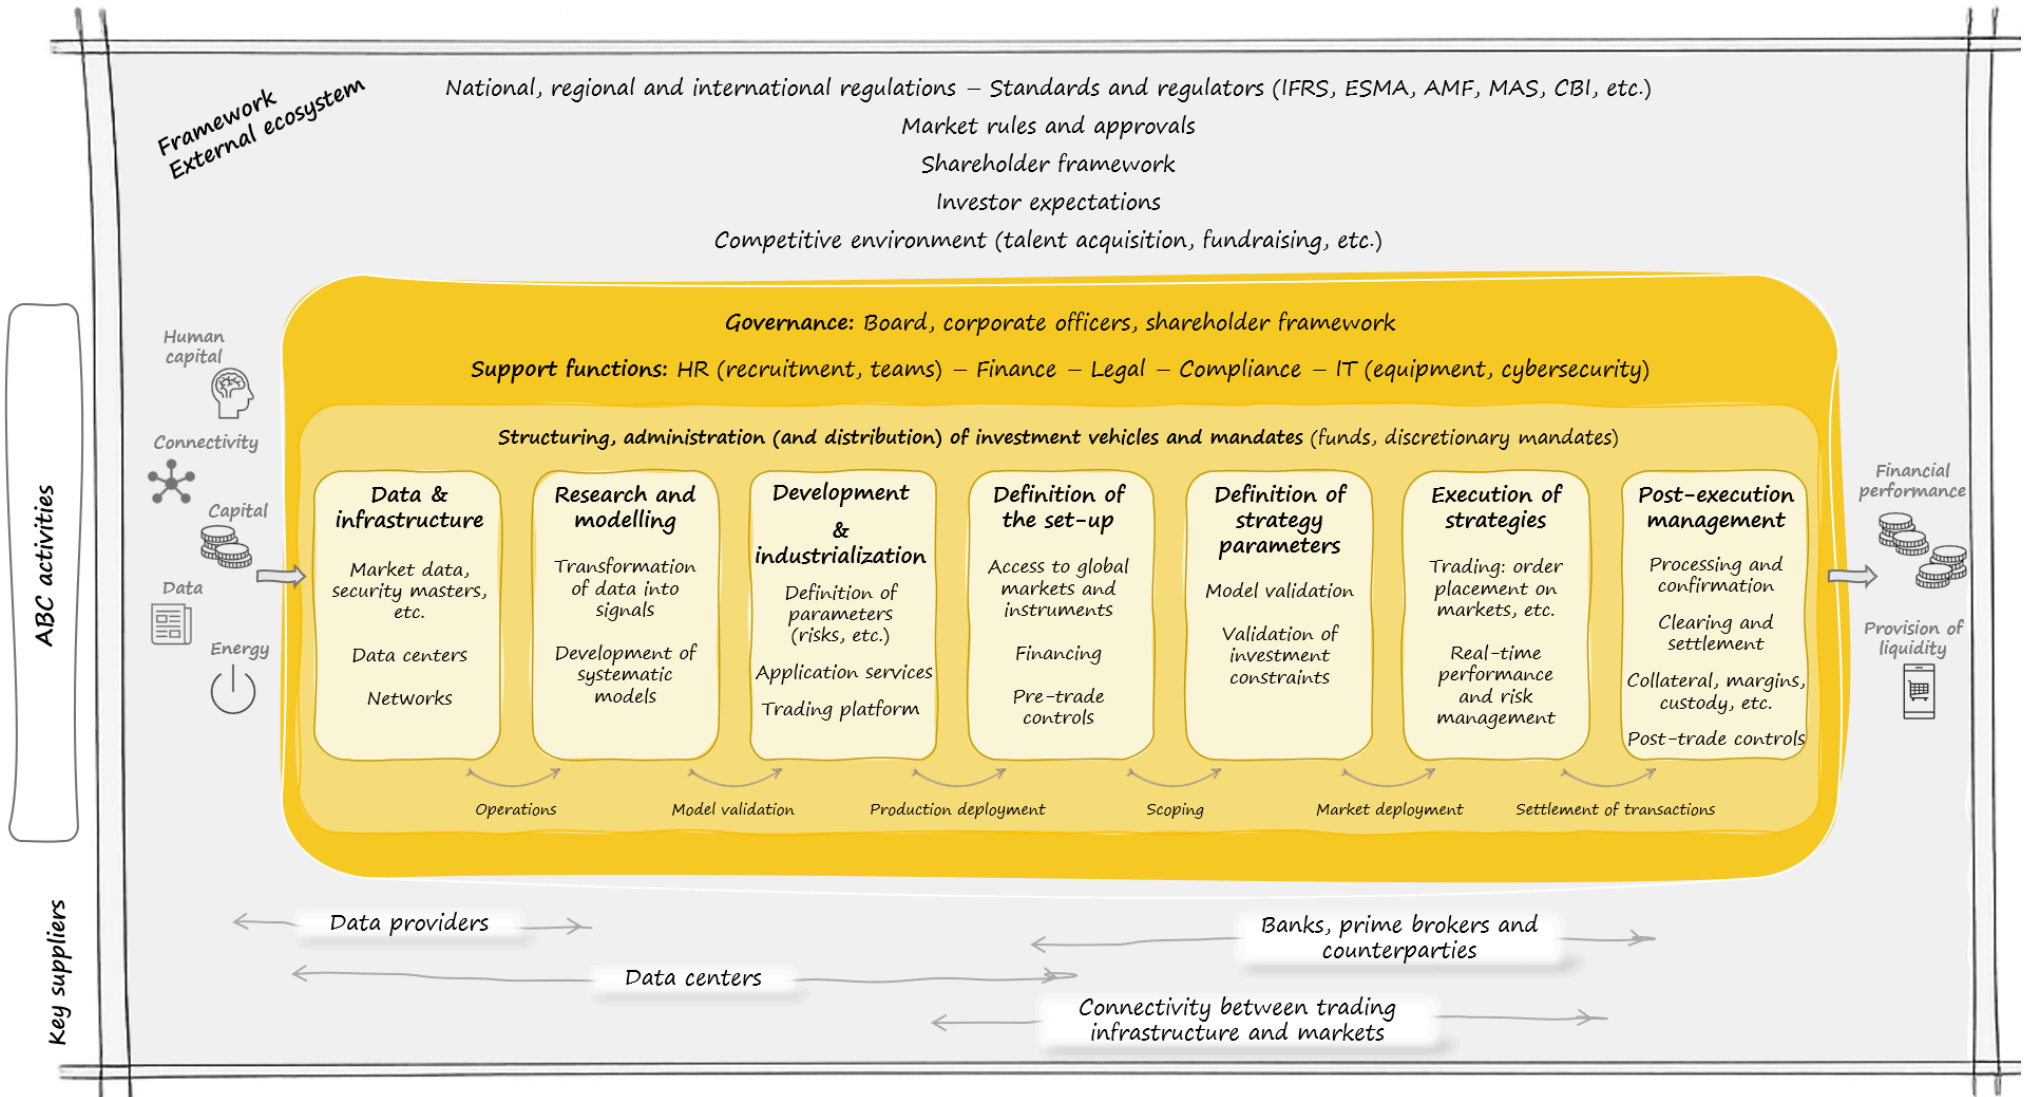 Framework
External ecosystem
National, regional and international regulations – Standards and regulators (IFRS, ESMA, AMF, MAS, CBI, etc.)
Market rules and approvals
Shareholder framework
Investor expectations
Competitive environment (talent acquisition, fundraising, etc.)
ABC activities
Human
capital
Connectivity
Capital
Data
Energy
Governance: Board, corporate officers, shareholder framework
Support functions: HR (recruitment, teams) – Finance – Legal – Compliance – IT (equipment, cybersecurity)
Structuring, administration (and distribution) of investment vehicles and mandates (funds, discretionary mandates)
Data &
infrastructure
Market data,
security masters,
etc.
Data centers
Networks
Research and
modelling
Transformation
of data into
signals
Development of
systematic
models
Development
&
industrialization
Definition of
parameters
(risks, etc.)
Application services
Trading platform
Definition of
the set-up
Access to global
markets and
instruments
Financing
Pre-trade
controls
Definition of
strategy
parameters
Model validation
Validation of
investment
constraints
Execution of
strategies
Trading: order
placement on
markets, etc.
Real-time
performance
and risk
management
Post-execution
management
Processing and
confirmation
Clearing and
settlement
Collateral, margins,
custody, etc.
Post-trade controls
Operations
Model validation
Production deployment
Scoping
Market deployment
Settlement of transactions
Financial
performance
Provision of
liquidity
Key suppliers
Data providers
Data centers
Banks, prime brokers and
counterparties
Connectivity between trading
infrastructure and markets